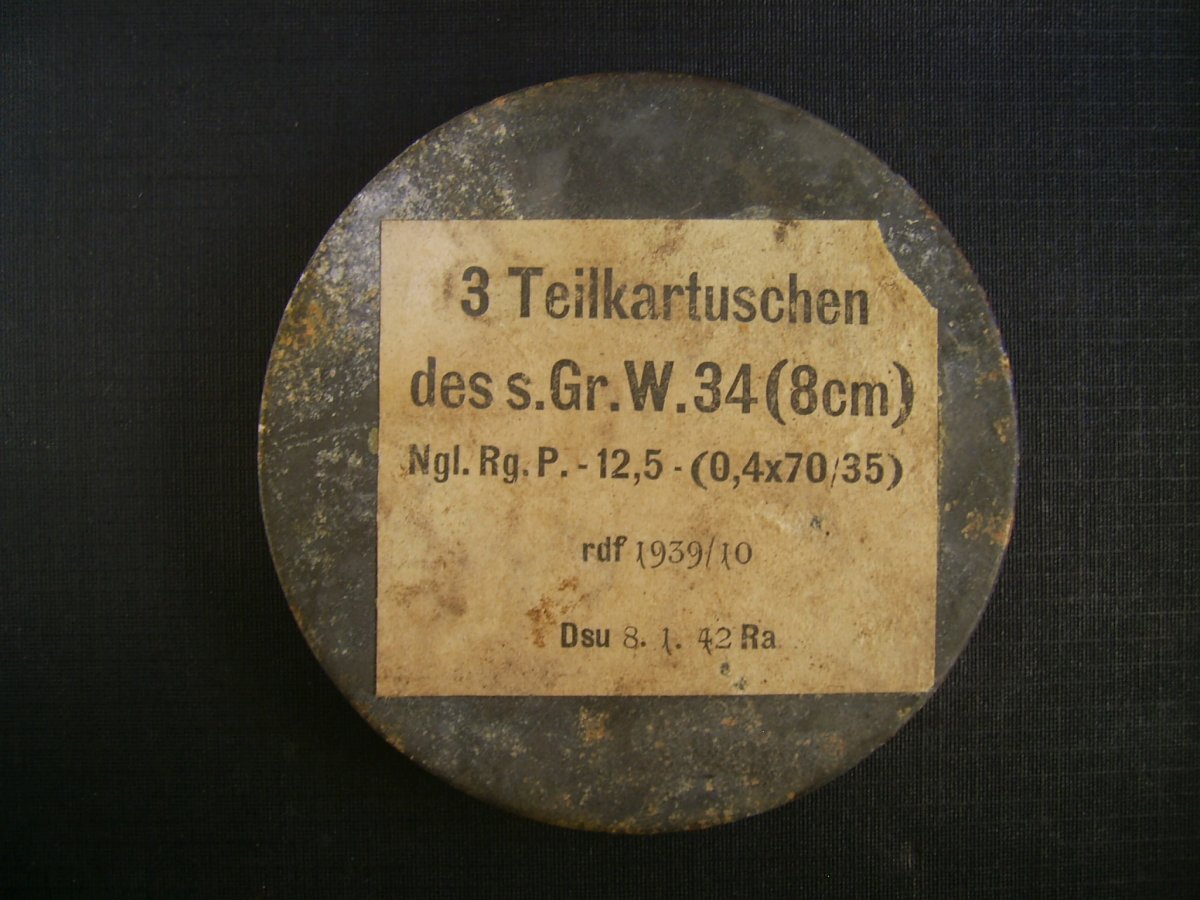 3 Teilkartuschen
des s.Gr.W.34(8cm)
Ngl. Rg. P. - 12,5 - (0,4x70/35)
rdf 1939/10
Dsu 8. 1. 42 Ra